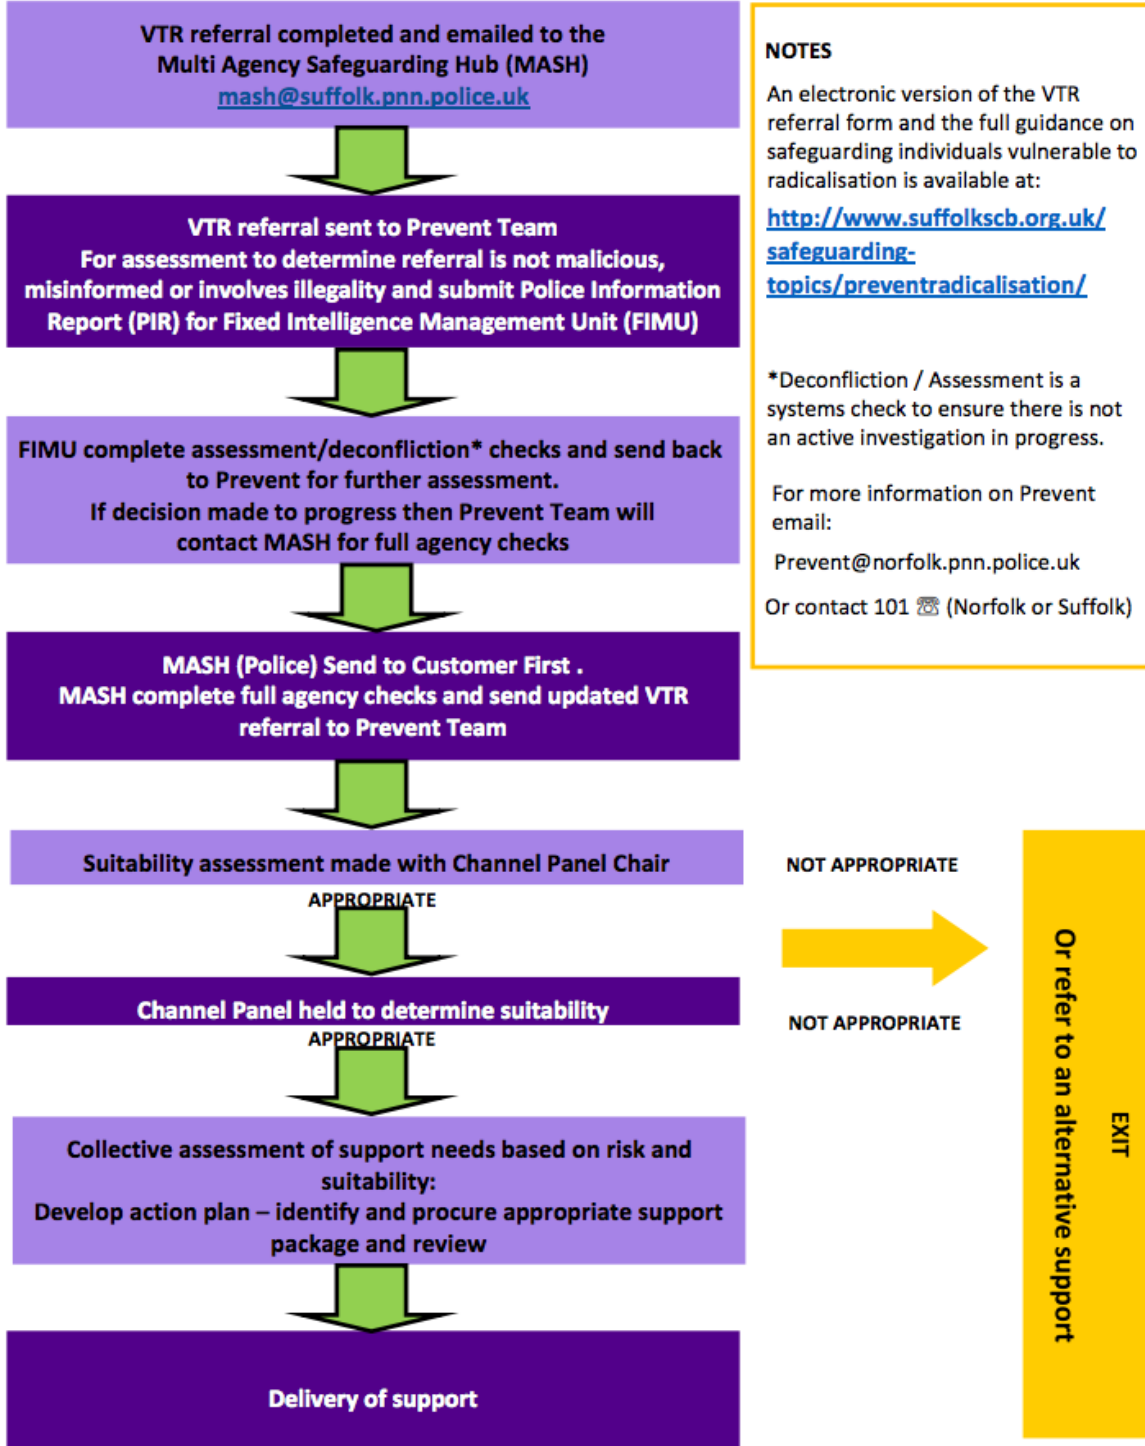 VTR referral completed and emailed to the
Multi Agency Safeguarding Hub (MASH)
mash@suffolk.pnn.police.uk
VTR referral sent to Prevent Team
For assessment to determine referral is not malicious,
misinformed or involves illegality and submit Police Information
Report (PIR) for Fixed Intelligence Management Unit (FIMU)
FIMU complete assessment/deconfliction* checks and send back
to Prevent for further assessment.
If decision made to progress then Prevent Team will
contact MASH for full agency checks
MASH (Police) Send to Customer First .
MASH complete full agency checks and send updated VTR
referral to Prevent Team
Suitability assessment made with Channel Panel Chair
APPROPRIATE
Channel Panel held to determine suitability
APPROPRIATE
Collective assessment of support needs based on risk and
suitability:
Develop action plan – identify and procure appropriate support
package and review
Delivery of support
NOTES
An electronic version of the VTR
referral form and the full guidance on
safeguarding individuals vulnerable to
radicalisation is available at:
http://www.suffolkscb.org.uk/
safeguarding-
topics/preventradicalisation/
*Deconfliction / Assessment is a
systems check to ensure there is not
an active investigation in progress.
For more information on Prevent
email:
Prevent@norfolk.pnn.police.uk
Or contact 101 ☏ (Norfolk or Suffolk)
NOT APPROPRIATE
NOT APPROPRIATE
EXIT
Or refer to an alternative support